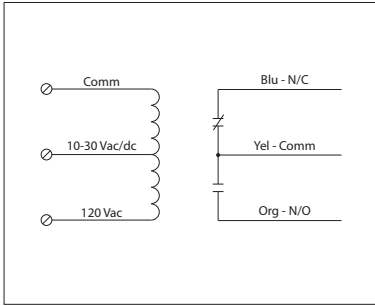 Comm
Blu - N/C
10-30 Vac/dc
Yel - Comm
120 Vac
Org - N/O